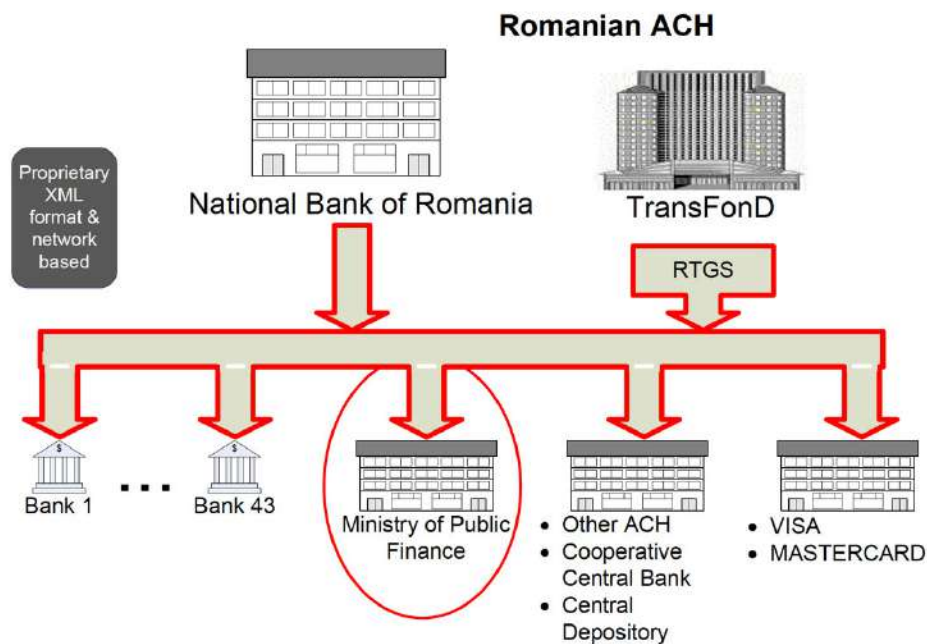 Romanian ACH
Proprietary
XML
format &
network
based
National Bank of Romania
TransFonD
RTGS
$
Bank 1
...
$
Bank 43
Ministry of Public
Finance
• Other ACH
• Cooperative
Central Bank
• Central
Depository
• VISA
• MASTERCARD